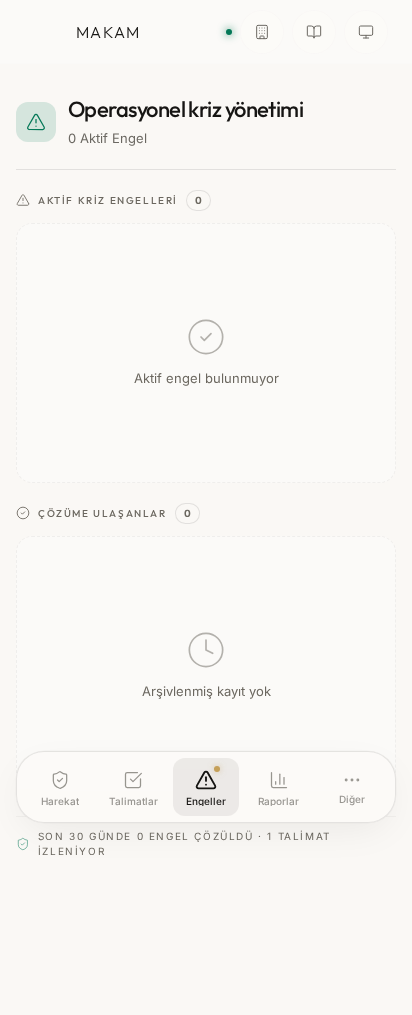 MAKAM
Operasyonel kriz yönetimi
0 Aktif Engel
AKTİF KRİZ ENGELLERİ 0
Aktif engel bulunmuyor
ÇÖZÜME ULAŞANLAR 0
Arşivlenmiş kayıt yok
Harekat Talimatlar Engeller Raporlar Diğer
SON 30 GÜNDE 0 ENGEL ÇÖZÜLDÜ · 1 TALİMAT
İZLENİYOR